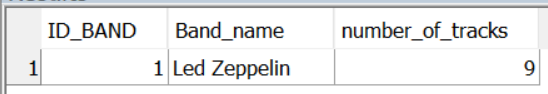 ID_BAND Band_name number_of_tracks
1 1 Led Zeppelin 9